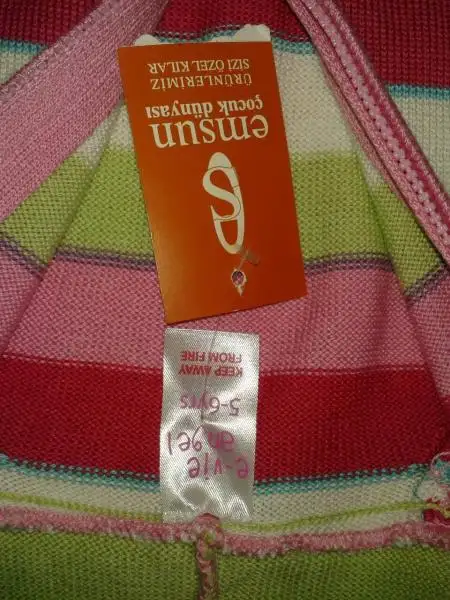 emsun
çocuk dünyası
ÜRÜNLERİMİZ
SİZİ ÖZEL KILAR
e-vie
angel
5-6yrs
KEEP AWAY
FROM FIRE